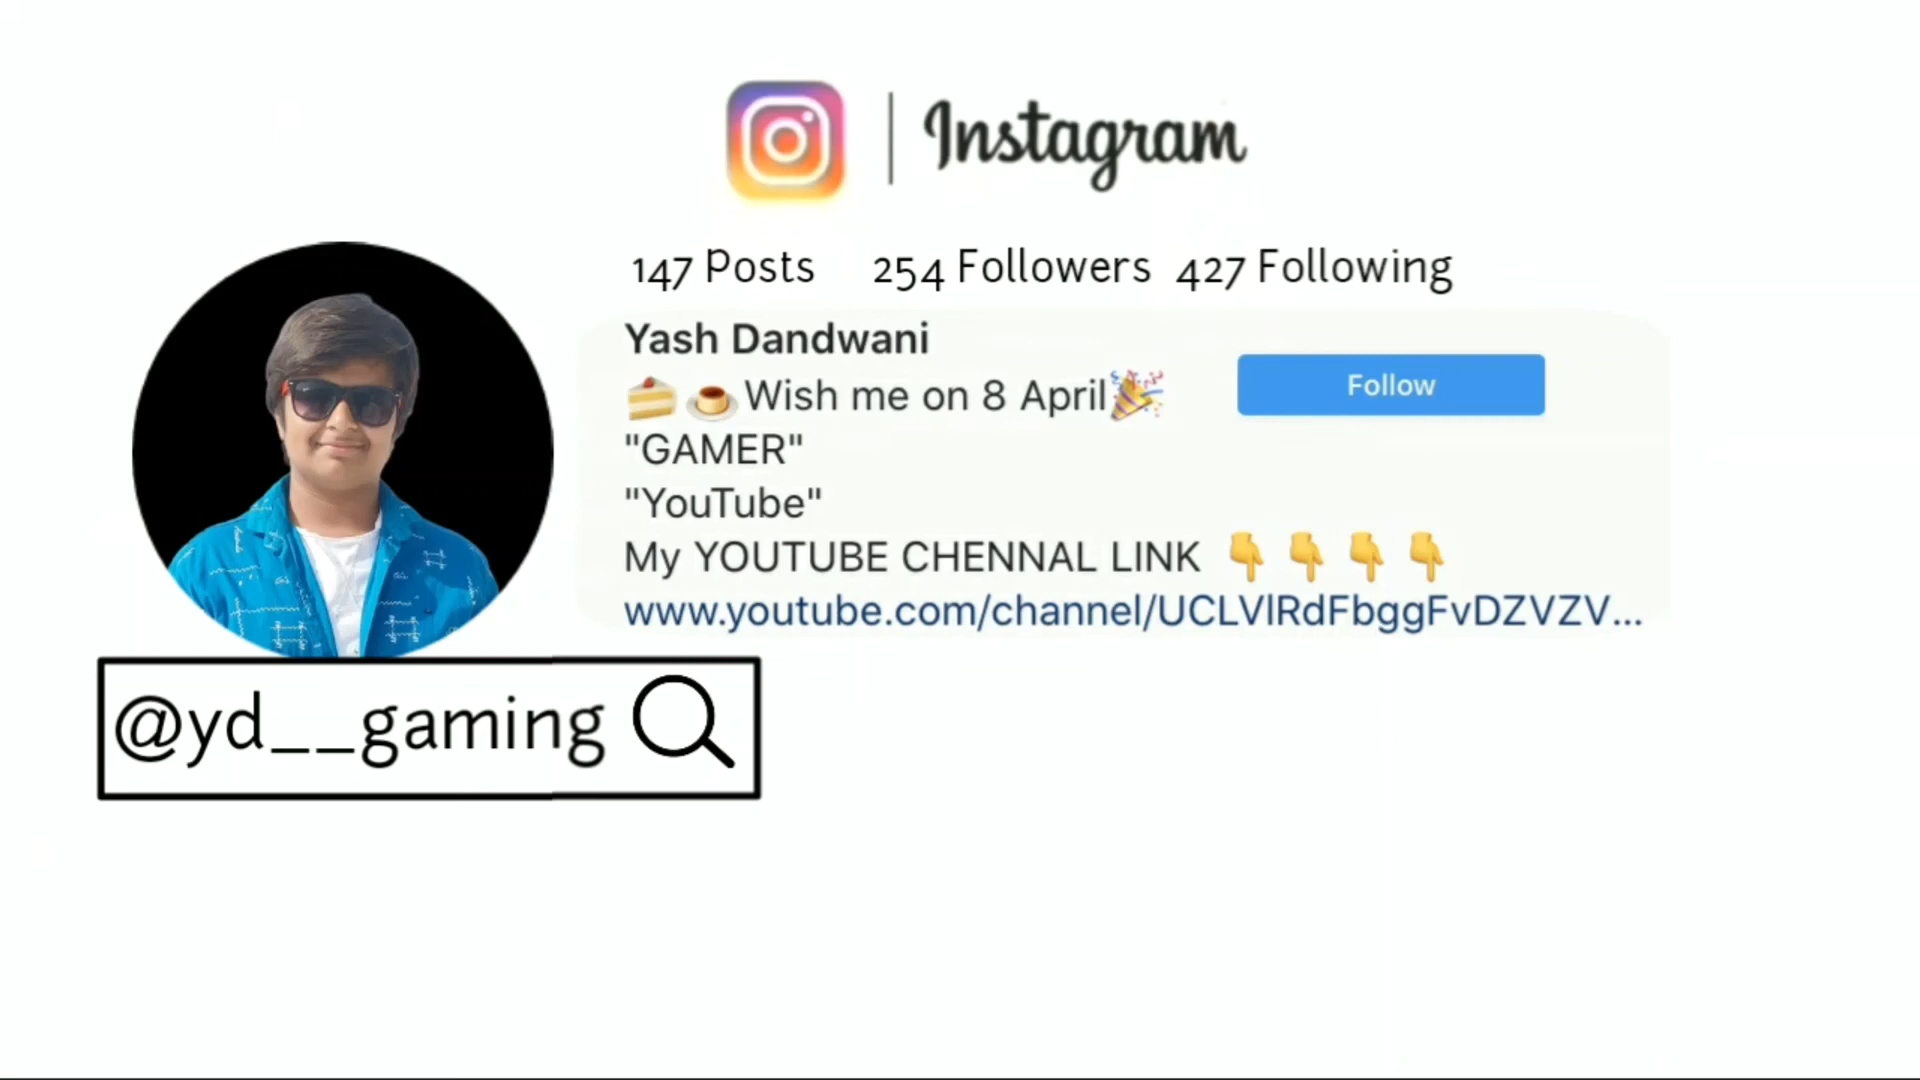 Instagram
147 Posts 254 Followers 427 Following
Yash Dandwani
🍰🍮Wish me on 8 April🎉
Follow
"GAMER"
"YouTube"
My YOUTUBE CHENNAL LINK 👇👇👇👇
www.youtube.com/channel/UCLVlRdFbggFvDZVZV...
@yd__gaming